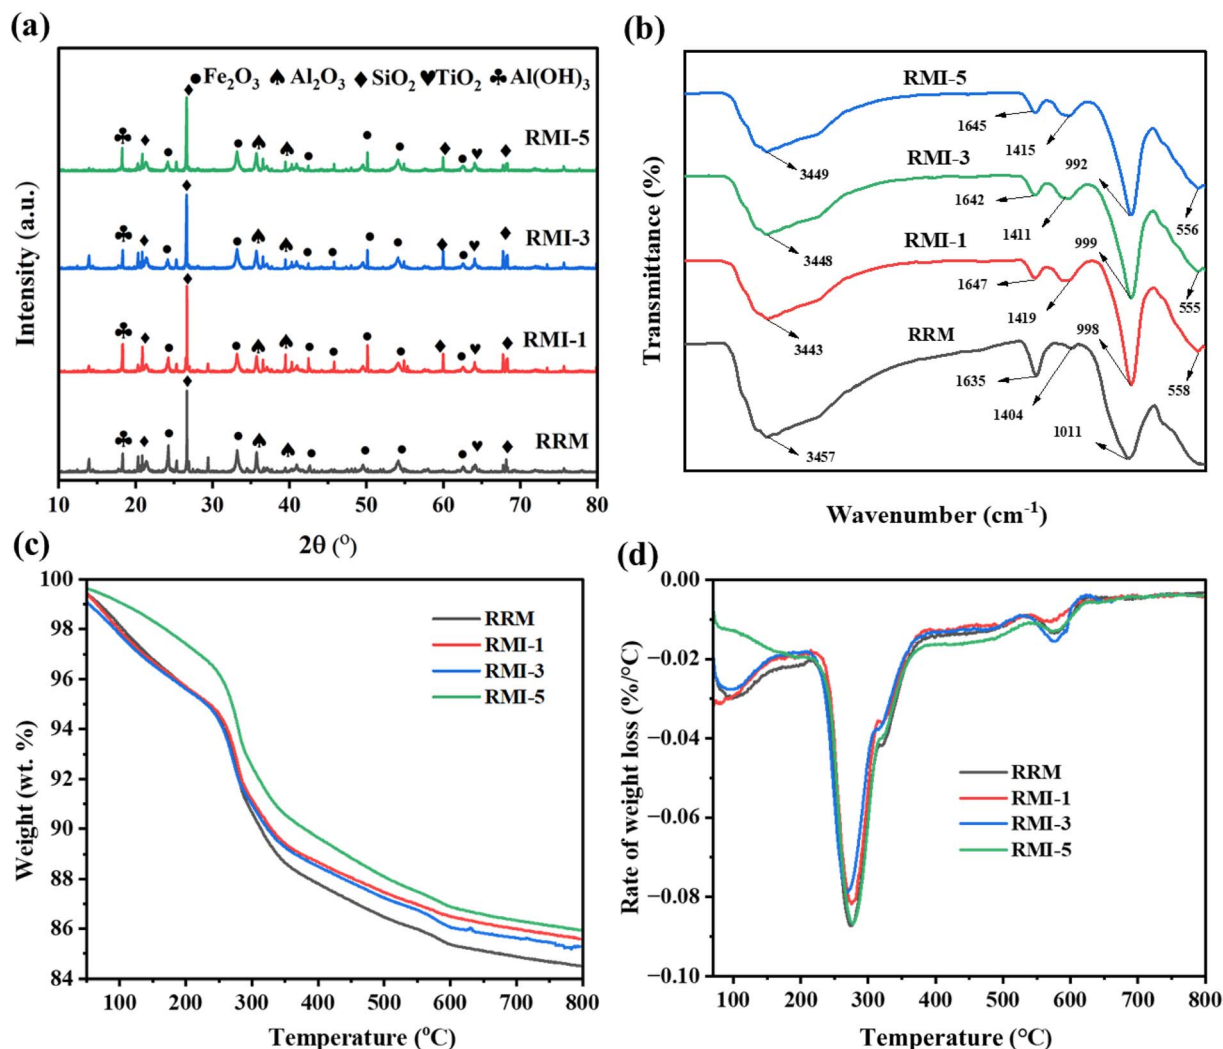 (a)
●Fe₂O₃ ♠Al₂O₃ ♦SiO₂ ♥TiO₂ ♣Al(OH)₃
RMI-5
RMI-3
RMI-1
RRM
Intensity (a.u.)
10 20 30 40 50 60 70 80
2θ (°)
(b)
RMI-5
1645
3449
1415
992
556
RMI-3
1642
3448
1411
999
555
RMI-1
1647
3443
1419
998
558
RRM
1635
3457
1404
1011
Transmittance (%)
Wavenumber (cm⁻¹)
(c)
100
98
96
94
92
90
88
86
84
Weight (wt. %)
RRM
RMI-1
RMI-3
RMI-5
100 200 300 400 500 600 700 800
Temperature (ºC)
(d)
0.00
−0.02
−0.04
−0.06
−0.08
−0.10
Rate of weight loss (%/°C)
RRM
RMI-1
RMI-3
RMI-5
100 200 300 400 500 600 700 800
Temperature (°C)